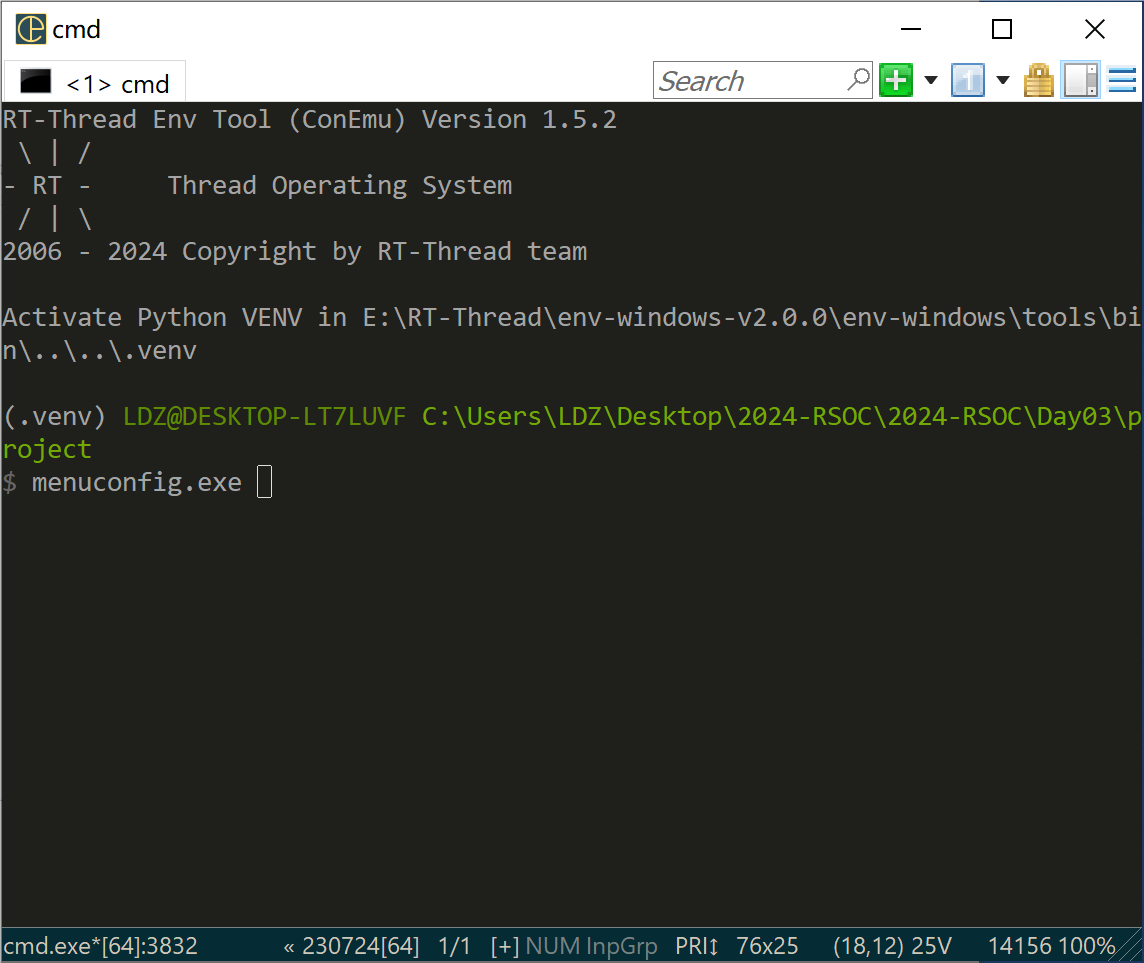 cmd
<1> cmd
Search
1
RT-Thread Env Tool (ConEmu) Version 1.5.2
 \ | /
- RT -     Thread Operating System
 / | \
2006 - 2024 Copyright by RT-Thread team
Activate Python VENV in E:\RT-Thread\env-windows-v2.0.0\env-windows\tools\bi
n\..\..\.venv
(.venv) LDZ@DESKTOP-LT7LUVF C:\Users\LDZ\Desktop\2024-RSOC\2024-RSOC\Day03\p
roject
$ menuconfig.exe
cmd.exe*[64]:3832 « 230724[64] 1/1 [+] NUM InpGrp PRI↕ 76x25 (18,12) 25V 14156 100%